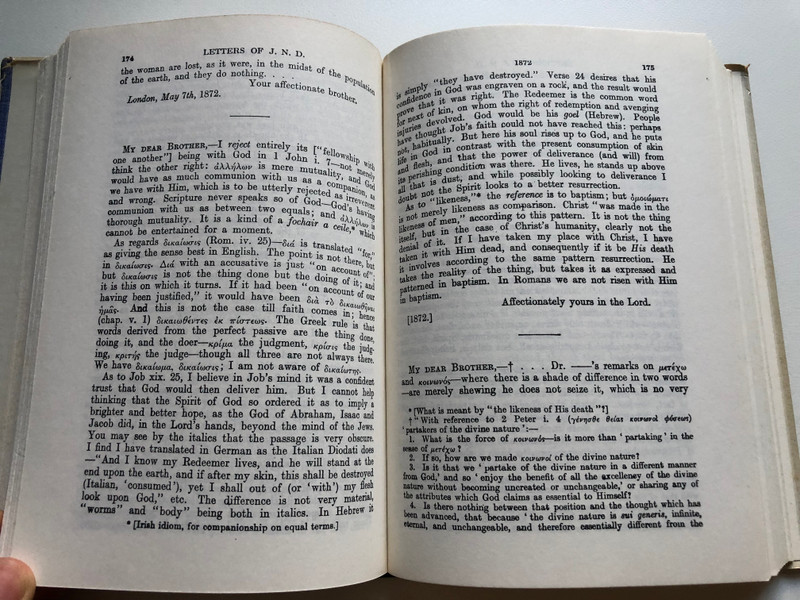 174
LETTERS OF J. N. D.
the woman are lost, as it were, in the midst of the population
of the earth, and they do nothing. . . .
Your affectionate brother.
London, May 7th, 1872.
MY DEAR BROTHER,—I reject entirely its ["fellowship with
one another"] being with God in 1 John i. 7—not merely
think the other right: ἀλλήλων is mere mutuality, and God
would have as much communion with us as a companion, as
we have with Him, which is to be utterly rejected as irreverent
and wrong. Scripture never speaks so of God—God's having
communion with us as between two equals; and ἀλλήλων is
thorough mutuality. It is a kind of a fochair a ceile,* which
cannot be entertained for a moment.
As regards δικαίωσις (Rom. iv. 25)—διά is translated "for,"
as giving the sense best in English. The point is not there, but
in δικαίωσις. Διά with an accusative is just "on account of";
but δικαίωσις is not the thing done but the doing of it; and
it is this on which it turns. If it had been "on account of our
having been justified," it would have been διὰ τὸ δικαιωθῆναι
ἡμᾶς. And this is not the case till faith comes in; hence
(chap. v. 1) δικαιωθέντες ἐκ πίστεως. The Greek rule is that
words derived from the perfect passive are the thing done,
doing it, and the doer—κρίμα the judgment, κρίσις the judg-
ing, κριτής the judge—though all three are not always there.
We have δικαίωμα, δικαίωσις; I am not aware of δικαίωτης.
As to Job xix. 25, I believe in Job's mind it was a confident
trust that God would then deliver him. But I cannot help
thinking that the Spirit of God so ordered it as to imply a
brighter and better hope, as the God of Abraham, Isaac and
Jacob did, in the Lord's hands, beyond the mind of the Jews.
You may see by the italics that the passage is very obscure.
I find I have translated in German as the Italian Diodati does
—"And I know my Redeemer lives, and he will stand at the
end upon the earth, and if after my skin, this shall be destroyed
(Italian, 'consumed'), yet I shall out of (or 'with') my flesh
look upon God," etc. The difference is not very material,
"worms" and "body" being both in italics. In Hebrew it
* [Irish idiom, for companionship on equal terms.]
1872
175
is simply "they have destroyed." Verse 24 desires that his
confidence in God was engraven on a rock, and the result would
prove that it was right. The Redeemer is the common word
for next of kin, on whom the right of redemption and avenging
injuries devolved. God would be his goel (Hebrew). People
have thought Job's faith could not have reached this: perhaps
not, habitually. But here his soul rises up to God, and he puts
life in God in contrast with the present consumption of skin
and flesh, and that the power of deliverance (and will) from
his perishing condition was there. He lives, he stands up above
all that is dust, and while possibly looking to deliverance I
doubt not the Spirit looks to a better resurrection.
As to "likeness,"* the reference is to baptism; but ὁμοιώματι
is not merely likeness as comparison. Christ "was made in the
likeness of men," according to this pattern. It is not the thing
itself, but in the case of Christ's humanity, clearly not the
denial of it. If I have taken my place with Christ, I have
taken it with Him dead, and consequently if it be His death
it involves according to the same pattern resurrection. He
takes the reality of the thing, but takes it as expressed and
patterned in baptism. In Romans we are not risen with Him
in baptism.
Affectionately yours in the Lord.
[1872.]
MY DEAR BROTHER,—† . . . Dr. ——'s remarks on μετέχω
and κοινωνός—where there is a shade of difference in two words
—are merely shewing he does not seize it, which is no very
* [What is meant by "the likeness of His death"?]
† "With reference to 2 Peter i. 4 (γένησθε θείας κοινωνοὶ φύσεως)
'partakers of the divine nature':—
1. What is the force of κοινωνός—is it more than 'partaking' in the
sense of μετέχω?
2. If so, how are we made κοινωνοί of the divine nature?
3. Is it that we 'partake of the divine nature in a different manner
from God,' and so 'enjoy the benefit of all the excellency of the divine
nature without becoming uncreated or unchangeable,' or sharing any of
the attributes which God claims as essential to Himself?
4. Is there nothing between that position and the thought which has
been advanced, that because 'the divine nature is sui generis, infinite,
eternal, and unchangeable, and therefore essentially different from the